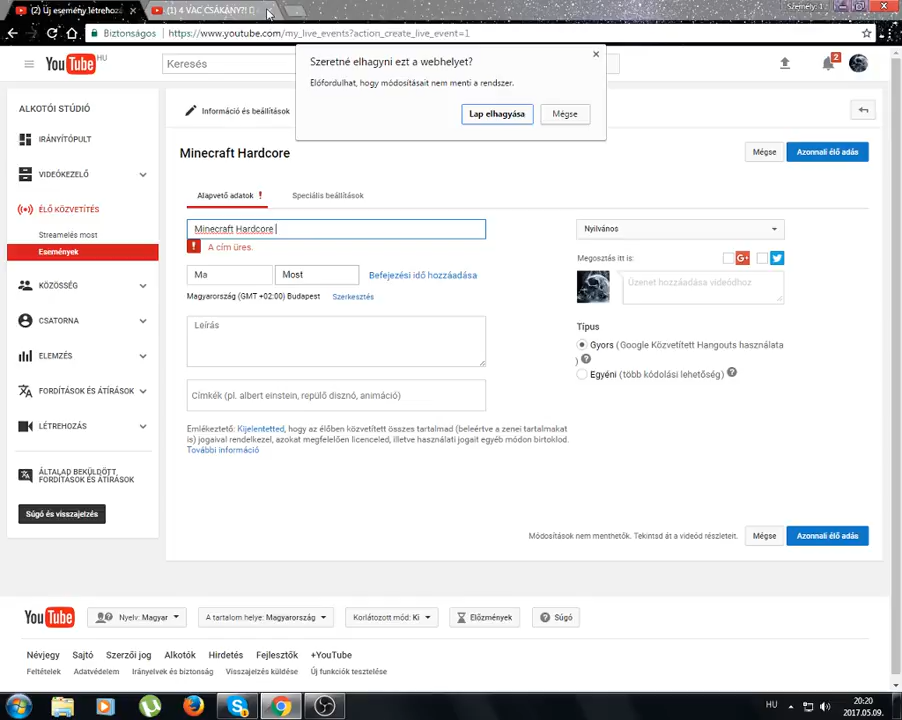 (2) Új esemény létreho:
(1) 4 VAC CSÁKÁNY?! D
Személy: 1...
Biztonságos
https://www.youtube.com/my_live_events?action_create_live_event=1
YouTube HU
Keresés
2
Szeretné elhagyni ezt a webhelyet?
Előfordulhat, hogy módosításait nem menti a rendszer.
Lap elhagyása
Mégse
ALKOTÓI STÚDIÓ
IRÁNYÍTÓPULT
VIDEÓKEZELŐ
ÉLŐ KÖZVETÍTÉS
Streamelés most
Események
KÖZÖSSÉG
CSATORNA
ELEMZÉS
FORDÍTÁSOK ÉS ÁTÍRÁSOK
LÉTREHOZÁS
ÁLTALAD BEKÜLDÖTT
FORDÍTÁSOK ÉS ÁTÍRÁSOK
Súgó és visszajelzés
Információ és beállítások
Minecraft Hardcore
Mégse
Azonnali élő adás
Alapvető adatok !
Speciális beállítások
Minecraft Hardcore
A cím üres.
Ma
Most
Befejezési idő hozzáadása
Magyarország (GMT +02:00) Budapest
Szerkesztés
Leírás
Címkék (pl. albert einstein, repülő disznó, animáció)
Emlékeztető: Kijelentetted, hogy az élőben közvetített összes tartalmad (beleértve a zenei tartalmakat
is) jogaival rendelkezel, azokat megfelelően licenceled, illetve használati jogait egyéb módon birtoklod.
További információ
Nyilvános
Megosztás itt is:
Üzenet hozzáadása videódhoz
Típus
Gyors (Google Közvetített Hangouts használata
) ?
Egyéni (több kódolási lehetőség) ?
Módosítások nem menthetők. Tekintsd át a videód részleteit.
Mégse
Azonnali élő adás
YouTube
Nyelv: Magyar
A tartalom helye: Magyarország
Korlátozott mód: Ki
Előzmények
Súgó
Névjegy
Sajtó
Szerzői jog
Alkotók
Hirdetés
Fejlesztők
+YouTube
Feltételek
Adatvédelem
Irányelvek és biztonság
Visszajelzés küldése
Új funkciók tesztelése
HU
20:20
2017.05.09.